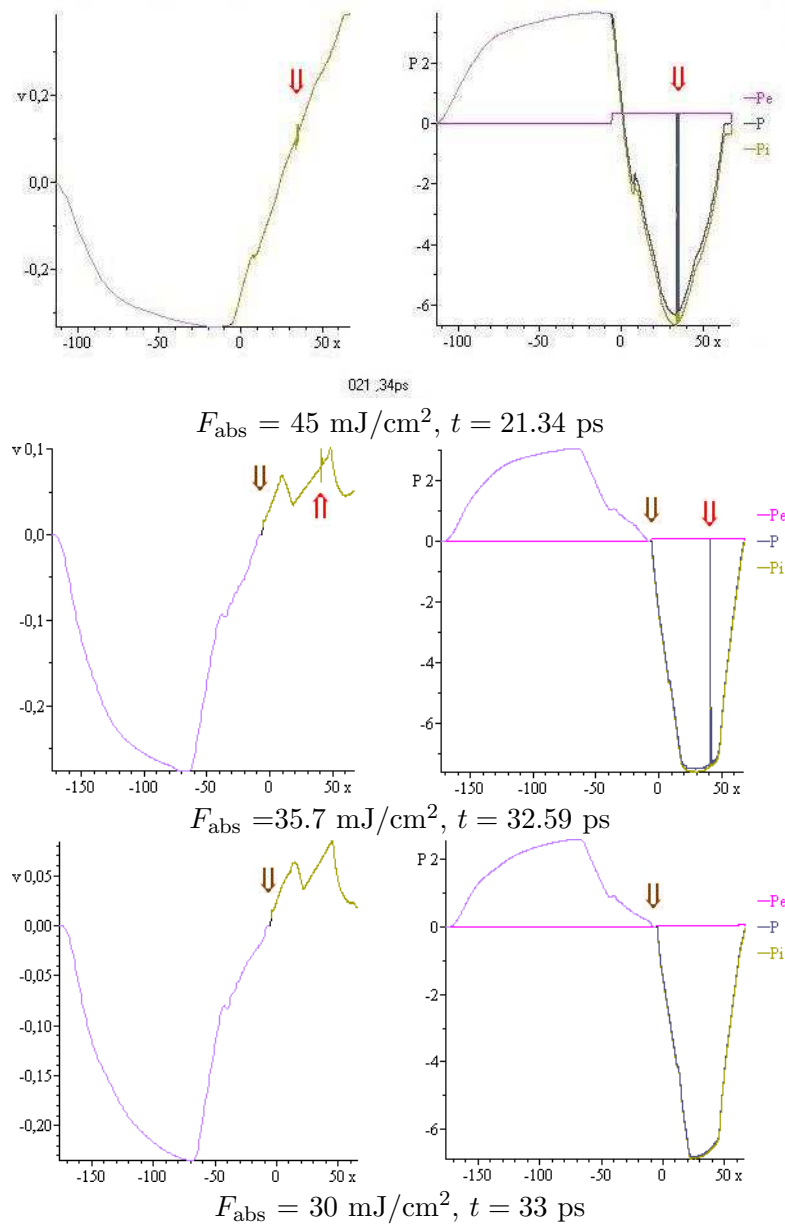 v 0,2
0,0
-0,2
-100 -50 0 50 x
P 2
0
-2
-4
-6
-100 -50 0 50 x
Pe
P
Pi
021 ,34ps
F_abs = 45 mJ/cm², t = 21.34 ps
v 0,1
0,0
-0,1
-0,2
-150 -100 -50 0 50 x
P 2
0
-2
-4
-6
-150 -100 -50 0 50 x
Pe
P
Pi
F_abs =35.7 mJ/cm², t = 32.59 ps
v 0,05
0,00
-0,05
-0,10
-0,15
-0,20
-150 -100 -50 0 50 x
P 2
0
-2
-4
-6
-150 -100 -50 0 50 x
Pe
P
Pi
F_abs = 30 mJ/cm², t = 33 ps